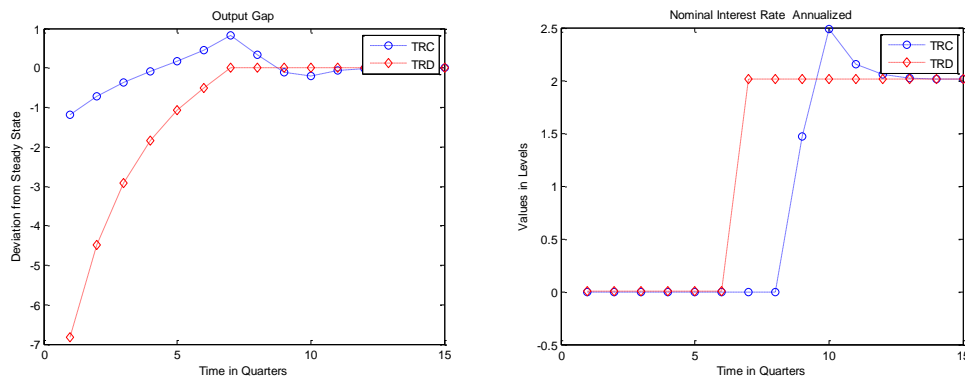 Output Gap
1
0
-1
-2
-3
-4
-5
-6
-7
Deviation from Steady State
0
5
10
15
Time in Quarters
TRC
TRD
Nominal Interest Rate Annualized
2.5
2
1.5
1
0.5
0
-0.5
Values in Levels
0
5
10
15
Time in Quarters
TRC
TRD